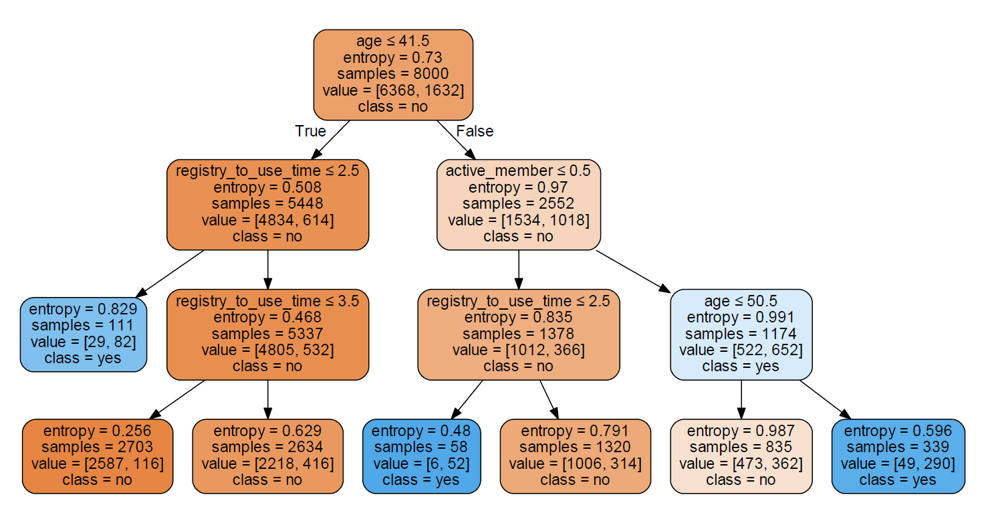 age ≤ 41.5
entropy = 0.73
samples = 8000
value = [6368, 1632]
class = no
True
False
registry_to_use_time ≤ 2.5
entropy = 0.508
samples = 5448
value = [4834, 614]
class = no
active_member ≤ 0.5
entropy = 0.97
samples = 2552
value = [1534, 1018]
class = no
entropy = 0.829
samples = 111
value = [29, 82]
class = yes
registry_to_use_time ≤ 3.5
entropy = 0.468
samples = 5337
value = [4805, 532]
class = no
registry_to_use_time ≤ 2.5
entropy = 0.835
samples = 1378
value = [1012, 366]
class = no
age ≤ 50.5
entropy = 0.991
samples = 1174
value = [522, 652]
class = yes
entropy = 0.256
samples = 2703
value = [2587, 116]
class = no
entropy = 0.629
samples = 2634
value = [2218, 416]
class = no
entropy = 0.48
samples = 58
value = [6, 52]
class = yes
entropy = 0.791
samples = 1320
value = [1006, 314]
class = no
entropy = 0.987
samples = 835
value = [473, 362]
class = no
entropy = 0.596
samples = 339
value = [49, 290]
class = yes